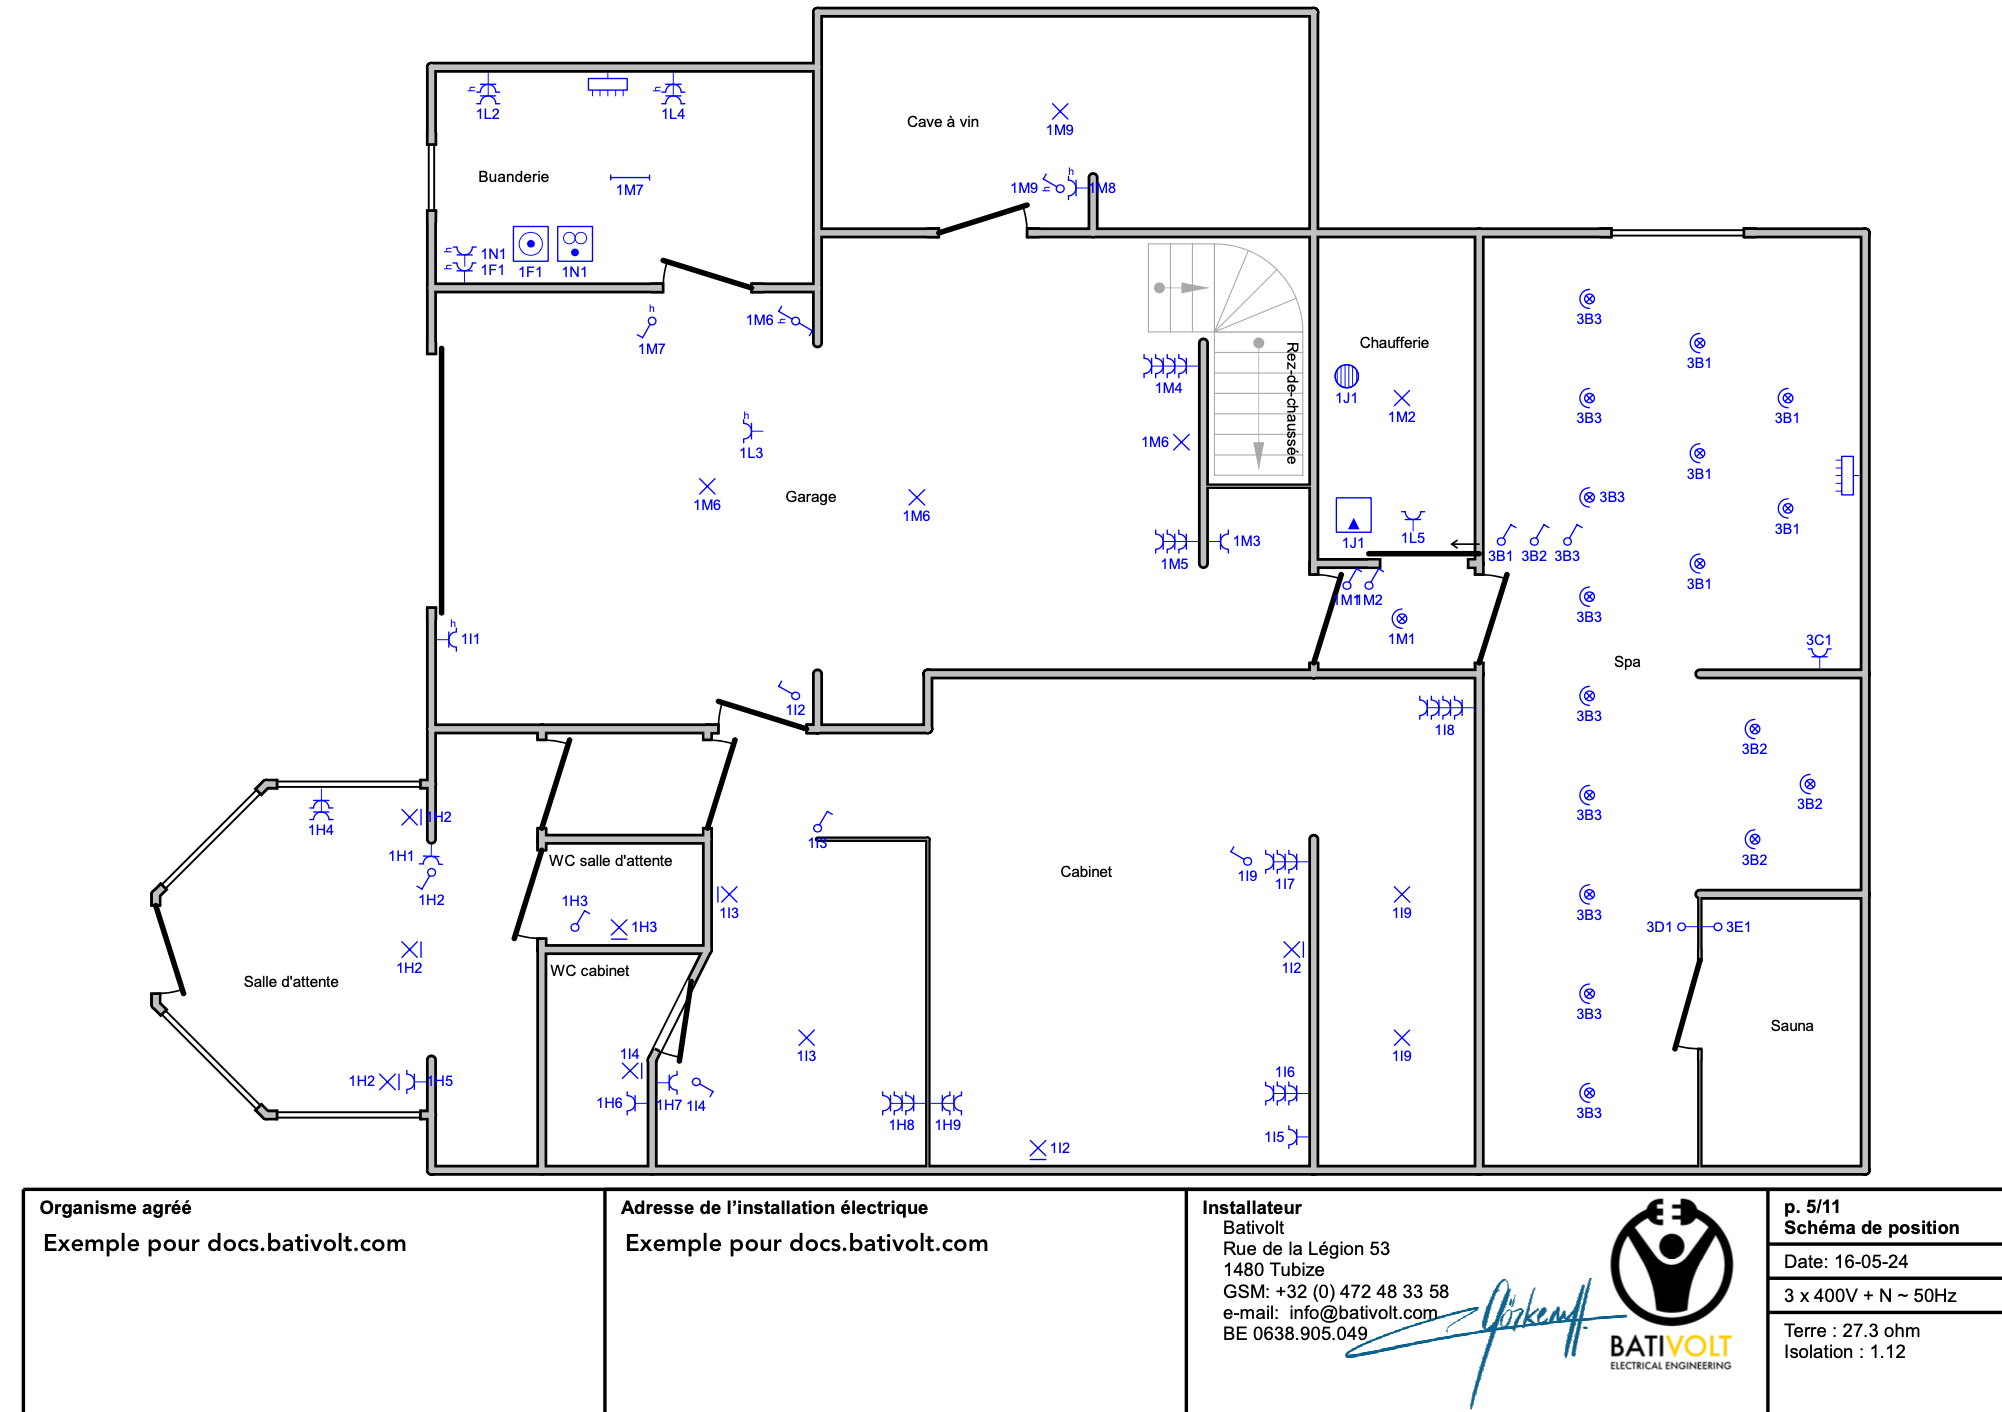 h
h
1L2
1L4
Cave à vin
1M9
Buanderie
1M7
1M9
h
h
1M8
h
1N1
h
1F1
1F1
1N1
h
1M7
1M6
h
Rez-de-chaussée
Chaufferie
1J1
1M2
1M4
h
1L3
1M6
1M6
Garage
1M6
1M5
1M3
1J1
1L5
1M1
1M2
1M1
3B3
3B1
3B3
3B1
3B1
3B3
3B1
3B1
3B2
3B3
3B1
3B3
3C1
Spa
3B3
3B2
3B2
3B3
3B2
3B3
3D1
3E1
3B3
Sauna
3B3
h
1I1
1I2
1I8
1H4
1H2
1H1
1H2
1I3
WC salle d'attente
1H3
1H3
1I3
Cabinet
1I9
1I7
1I9
1H2
1I2
WC cabinet
Salle d'attente
1I3
1I9
1I4
1H2
1H5
1H6
1H7
1I4
1H8
1H9
1I6
1I5
1I2
Organisme agréé
Exemple pour docs.bativolt.com
Adresse de l’installation électrique
Exemple pour docs.bativolt.com
Installateur
Bativolt
Rue de la Légion 53
1480 Tubize
GSM: +32 (0) 472 48 33 58
e-mail:  info@bativolt.com
BE 0638.905.049
BATIVOLT
ELECTRICAL ENGINEERING
p. 5/11
Schéma de position
Date: 16-05-24
3 x 400V + N ~ 50Hz
Terre : 27.3 ohm
Isolation : 1.12